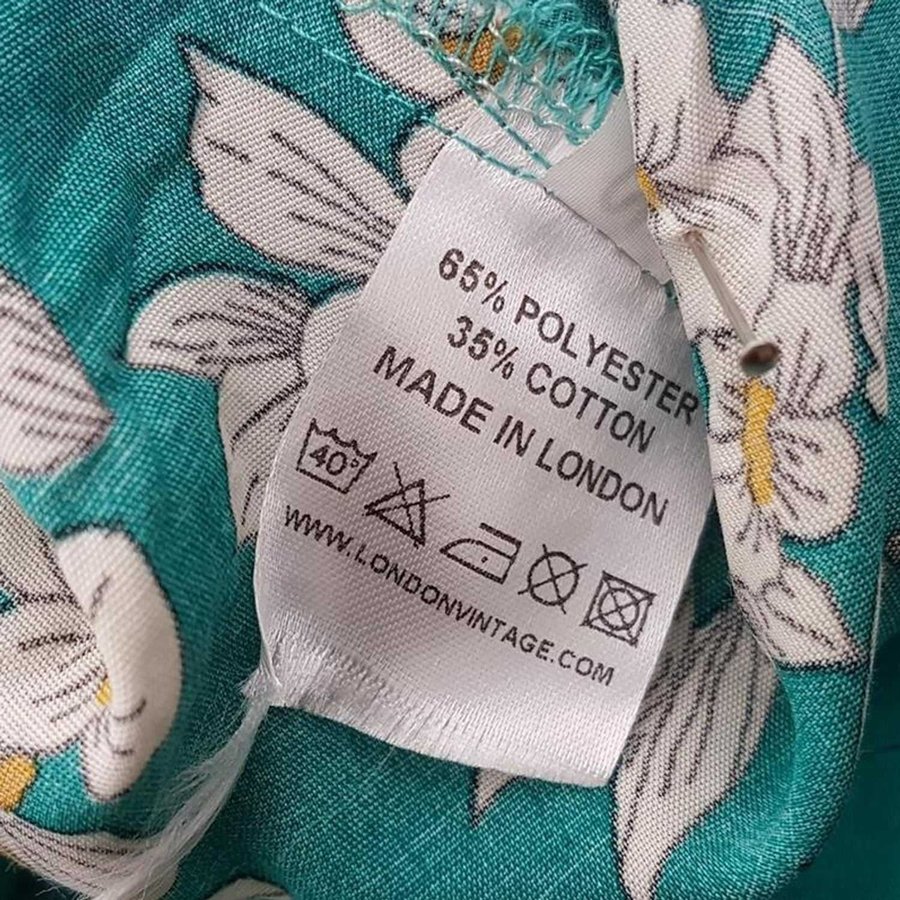 65% POLYESTER
35% COTTON
MADE IN LONDON
40°
WWW.LONDONVINTAGE.COM